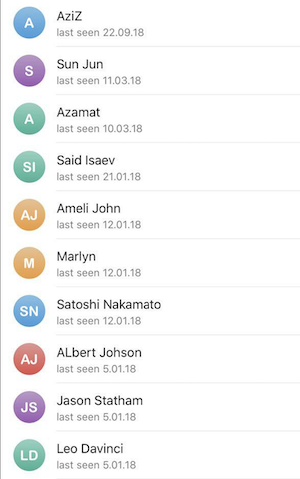 A
AziZ
last seen 22.09.18
S
Sun Jun
last seen 11.03.18
A
Azamat
last seen 10.03.18
SI
Said Isaev
last seen 21.01.18
AJ
Ameli John
last seen 12.01.18
M
Marlyn
last seen 12.01.18
SN
Satoshi Nakamato
last seen 12.01.18
AJ
ALbert Johson
last seen 5.01.18
JS
Jason Statham
last seen 5.01.18
LD
Leo Davinci
last seen 5.01.18